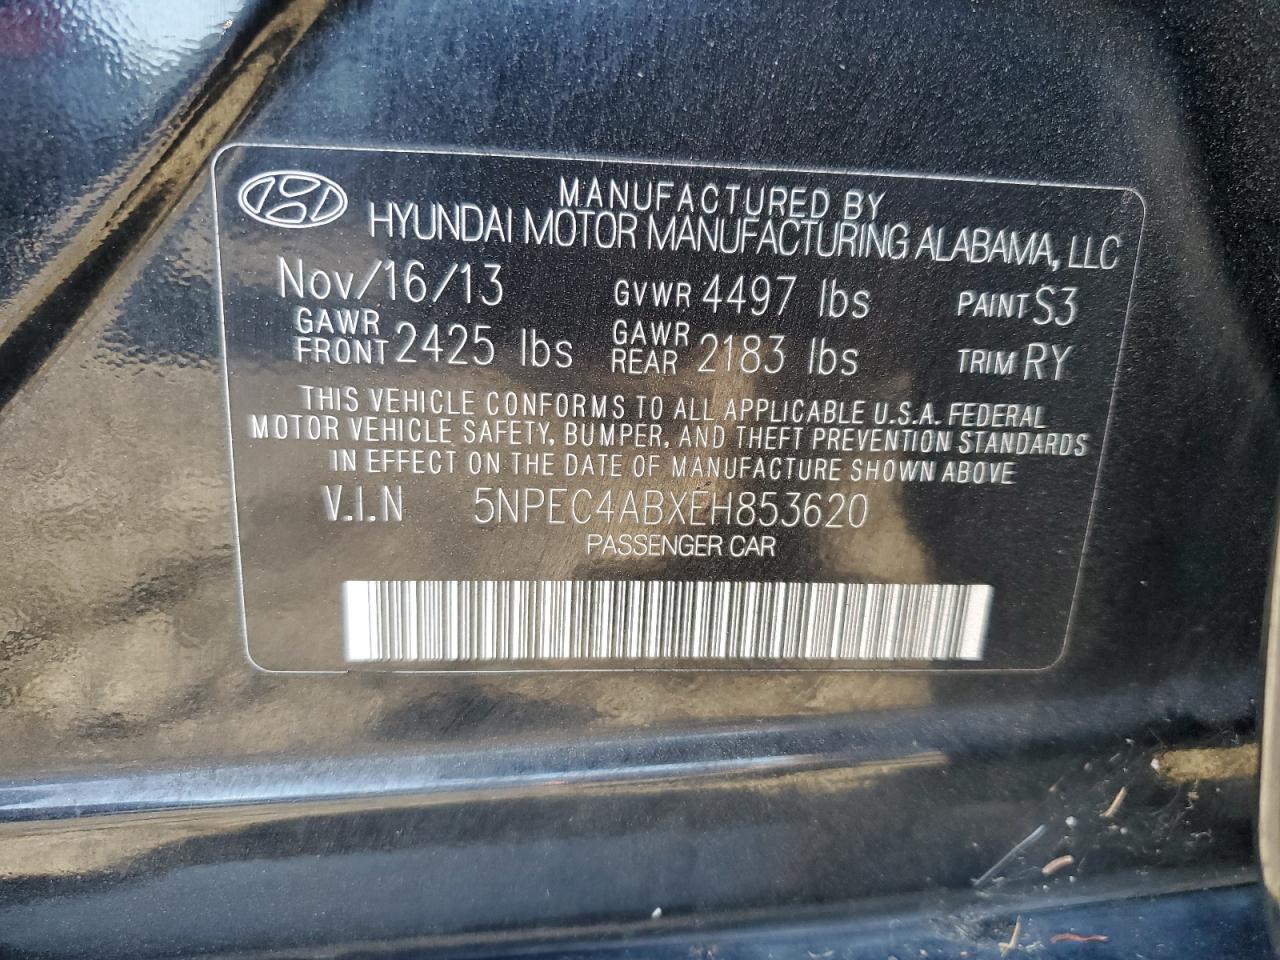 MANUFACTURED BY
HYUNDAI MOTOR MANUFACTURING ALABAMA, LLC
Nov/16/13 GVWR 4497 lbs PAINT S3
GAWR FRONT 2425 lbs GAWR REAR 2183 lbs TRIM RY
THIS VEHICLE CONFORMS TO ALL APPLICABLE U.S.A. FEDERAL
MOTOR VEHICLE SAFETY, BUMPER, AND THEFT PREVENTION STANDARDS
IN EFFECT ON THE DATE OF MANUFACTURE SHOWN ABOVE
V.I.N 5NPEC4ABXEH853620
PASSENGER CAR